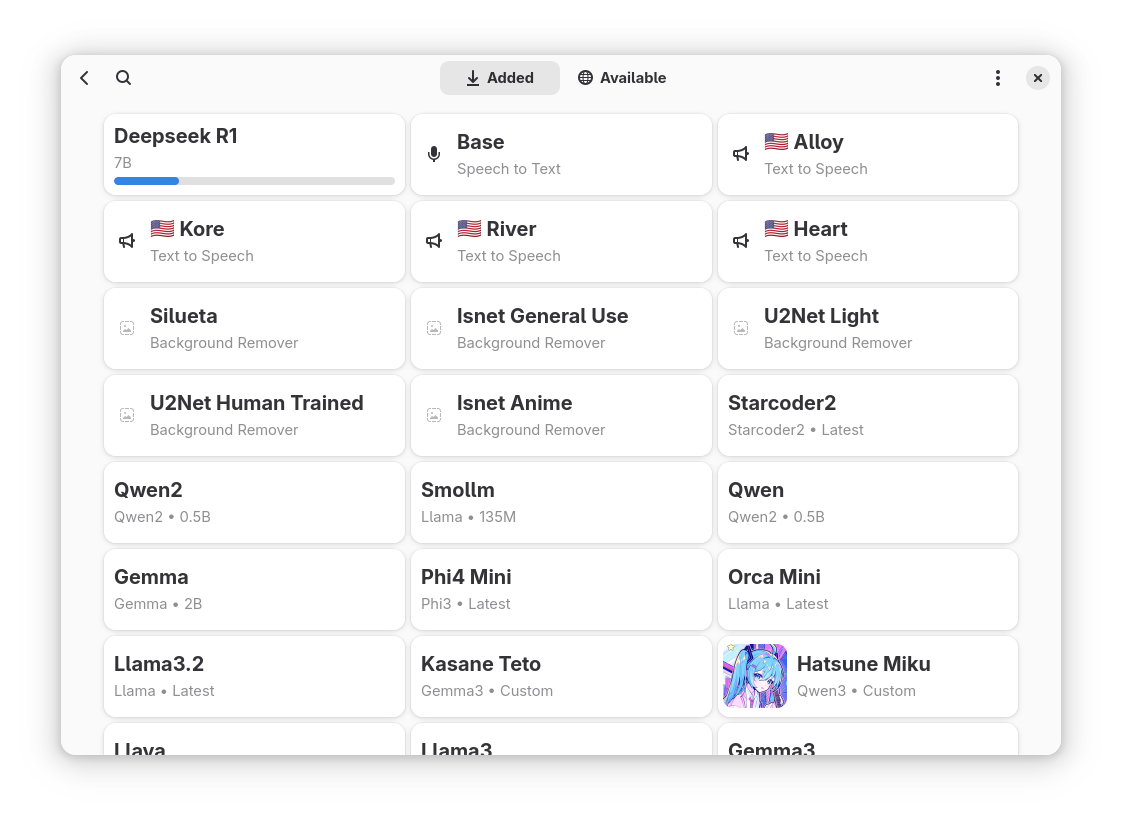 Added
Available
Deepseek R1
7B
Base
Speech to Text
🇺🇸 Alloy
Text to Speech
🇺🇸 Kore
Text to Speech
🇺🇸 River
Text to Speech
🇺🇸 Heart
Text to Speech
Silueta
Background Remover
Isnet General Use
Background Remover
U2Net Light
Background Remover
U2Net Human Trained
Background Remover
Isnet Anime
Background Remover
Starcoder2
Starcoder2 • Latest
Qwen2
Qwen2 • 0.5B
Smollm
Llama • 135M
Qwen
Qwen2 • 0.5B
Gemma
Gemma • 2B
Phi4 Mini
Phi3 • Latest
Orca Mini
Llama • Latest
Llama3.2
Llama • Latest
Kasane Teto
Gemma3 • Custom
Hatsune Miku
Qwen3 • Custom
Llava
Llama3
Gemma3